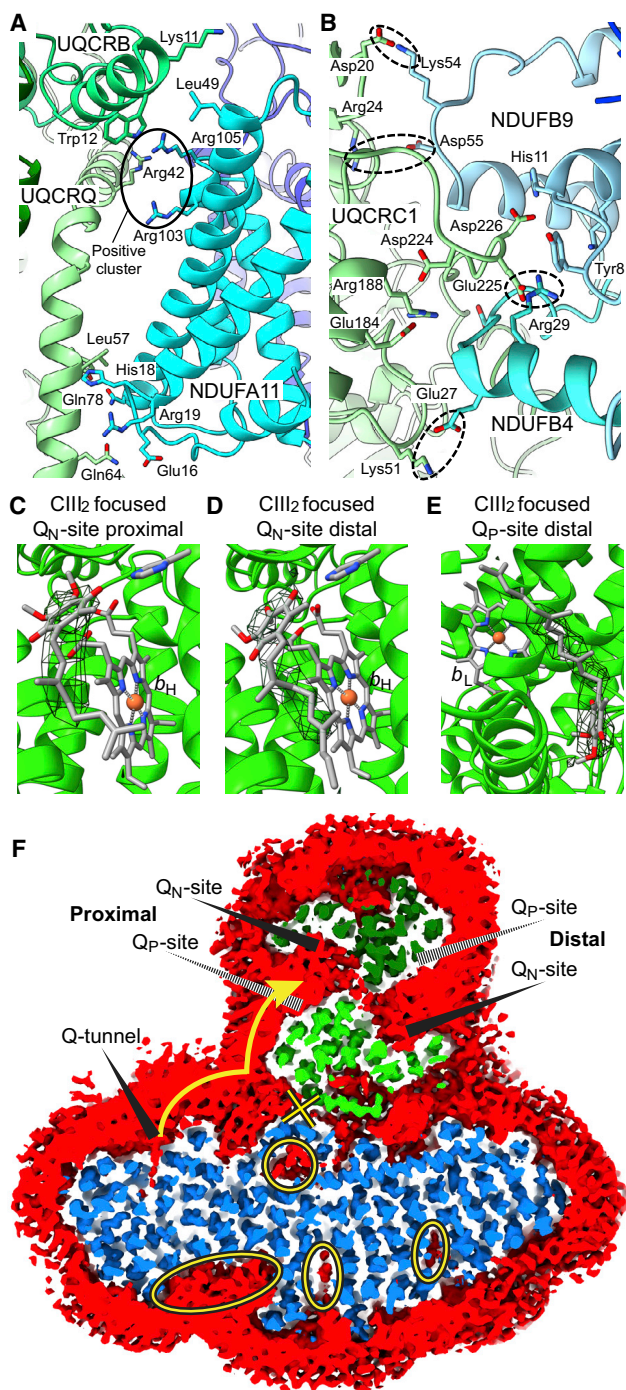 A
UQCRB
Lys11
Leu49
Trp12
Arg105
Arg42
UQCRQ
Positive
cluster
Arg103
Leu57
His18
NDUFA11
Gln78
Arg19
Gln64
Glu16
B
Asp20
Lys54
Arg24
NDUFB9
Asp55
His11
UQCRC1
Asp226
Asp224
Glu225
Tyr8
Arg188
Arg29
Glu184
Glu27
NDUFB4
Lys51
C
CIII2 focused
QN-site proximal
bH
D
CIII2 focused
QN-site distal
bH
E
CIII2 focused
QP-site distal
bL
F
QN-site
Proximal
QP-site
QP-site
Distal
QN-site
Q-tunnel